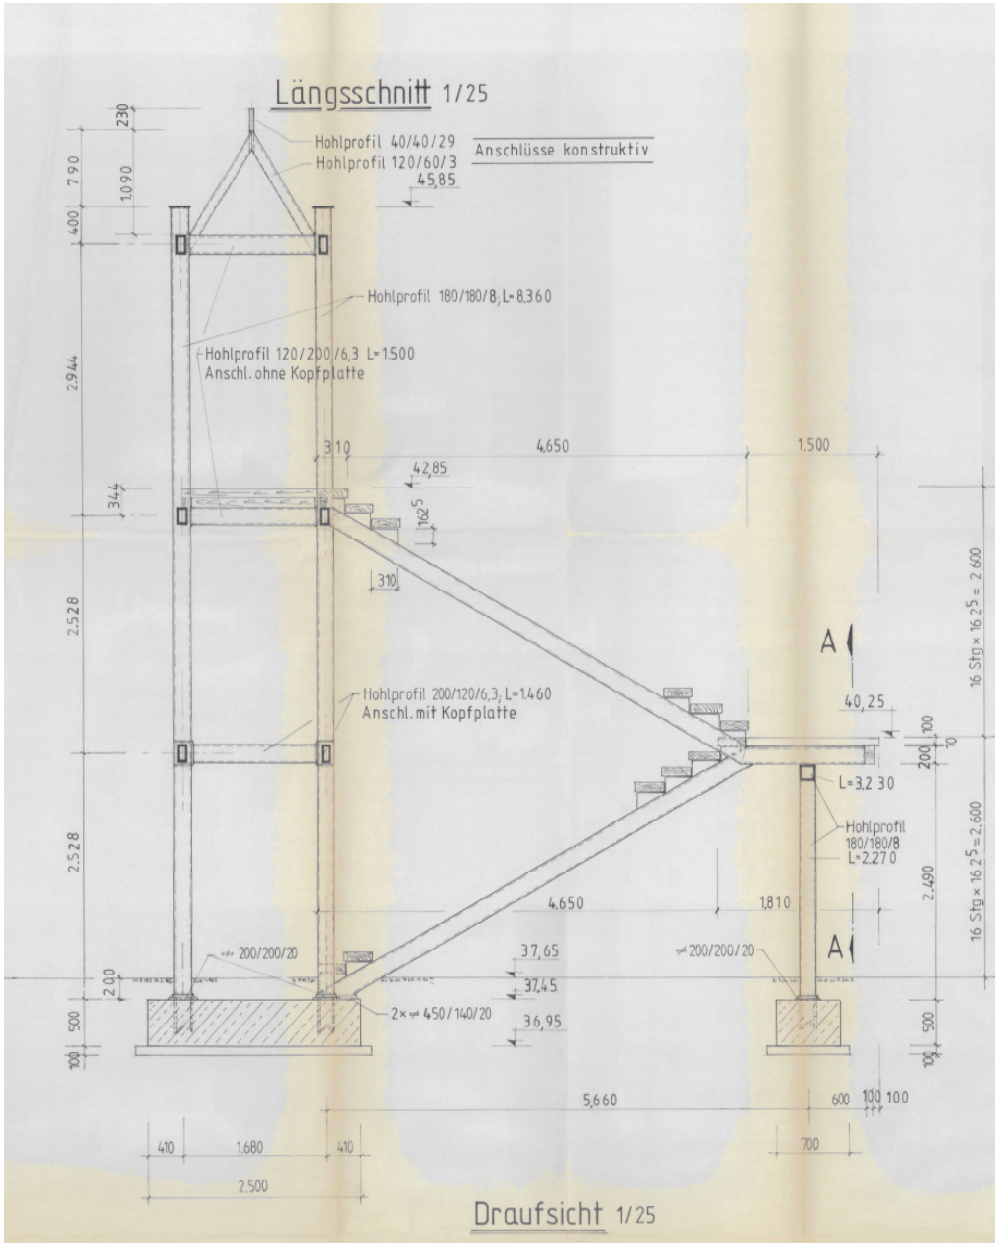 Längsschnitt 1/25
230
Hohlprofil 40/40/29
Anschlüsse konstruktiv
Hohlprofil 120/60/3
790
1.090
45,85
400
Hohlprofil 180/180/8; L=8.360
Hohlprofil 120/200/6,3 L=1.500
Anschl. ohne Kopfplatte
2.944
310
4.650
1.500
42,85
344
162⁵
310
16 Stg x 16.2⁵ = 2.600
2.528
A
Hohlprofil 200/120/6,3; L=1.460
Anschl. mit Kopfplatte
40,25
100
10
200
L=3.230
Hohlprofil
180/180/8
L=2.270
2.528
16 Stg x 16.2⁵ = 2.600
2.490
4.650
1.810
200/200/20
37,65
A
200/200/20
200
37,45
2x 450/140/20
36,95
900
100
900
100
5,660
600
100
100
410
1.680
410
700
2.500
Draufsicht 1/25